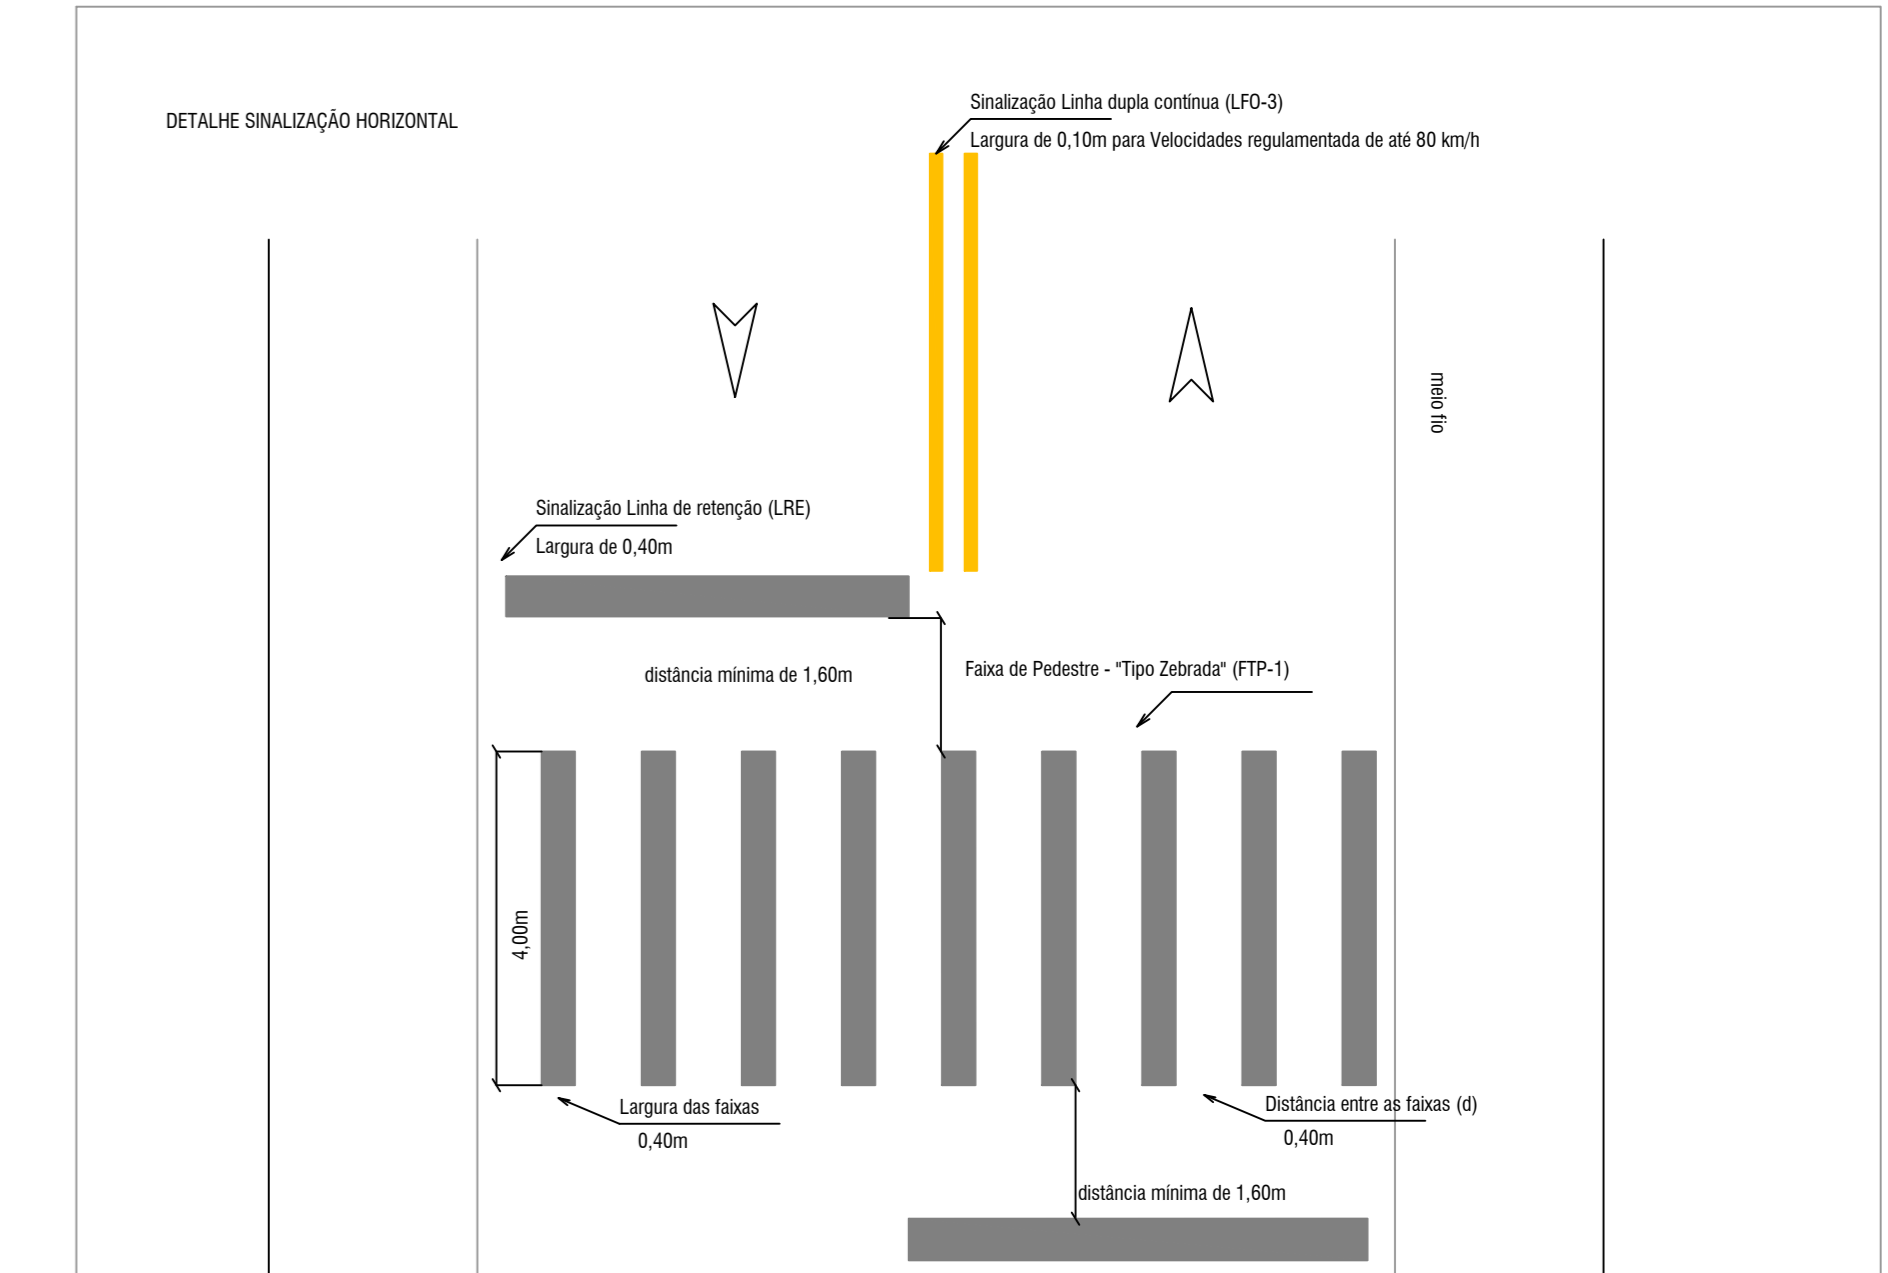 DETALHE SINALIZAÇÃO HORIZONTAL
Sinalização Linha dupla contínua (LFO-3)
Largura de 0,10m para Velocidades regulamentada de até 80 km/h
meio fio
Sinalização Linha de retenção (LRE)
Largura de 0,40m
distância mínima de 1,60m
Faixa de Pedestre - "Tipo Zebrada" (FTP-1)
4,00m
Largura das faixas
0,40m
Distância entre as faixas (d)
0,40m
distância mínima de 1,60m